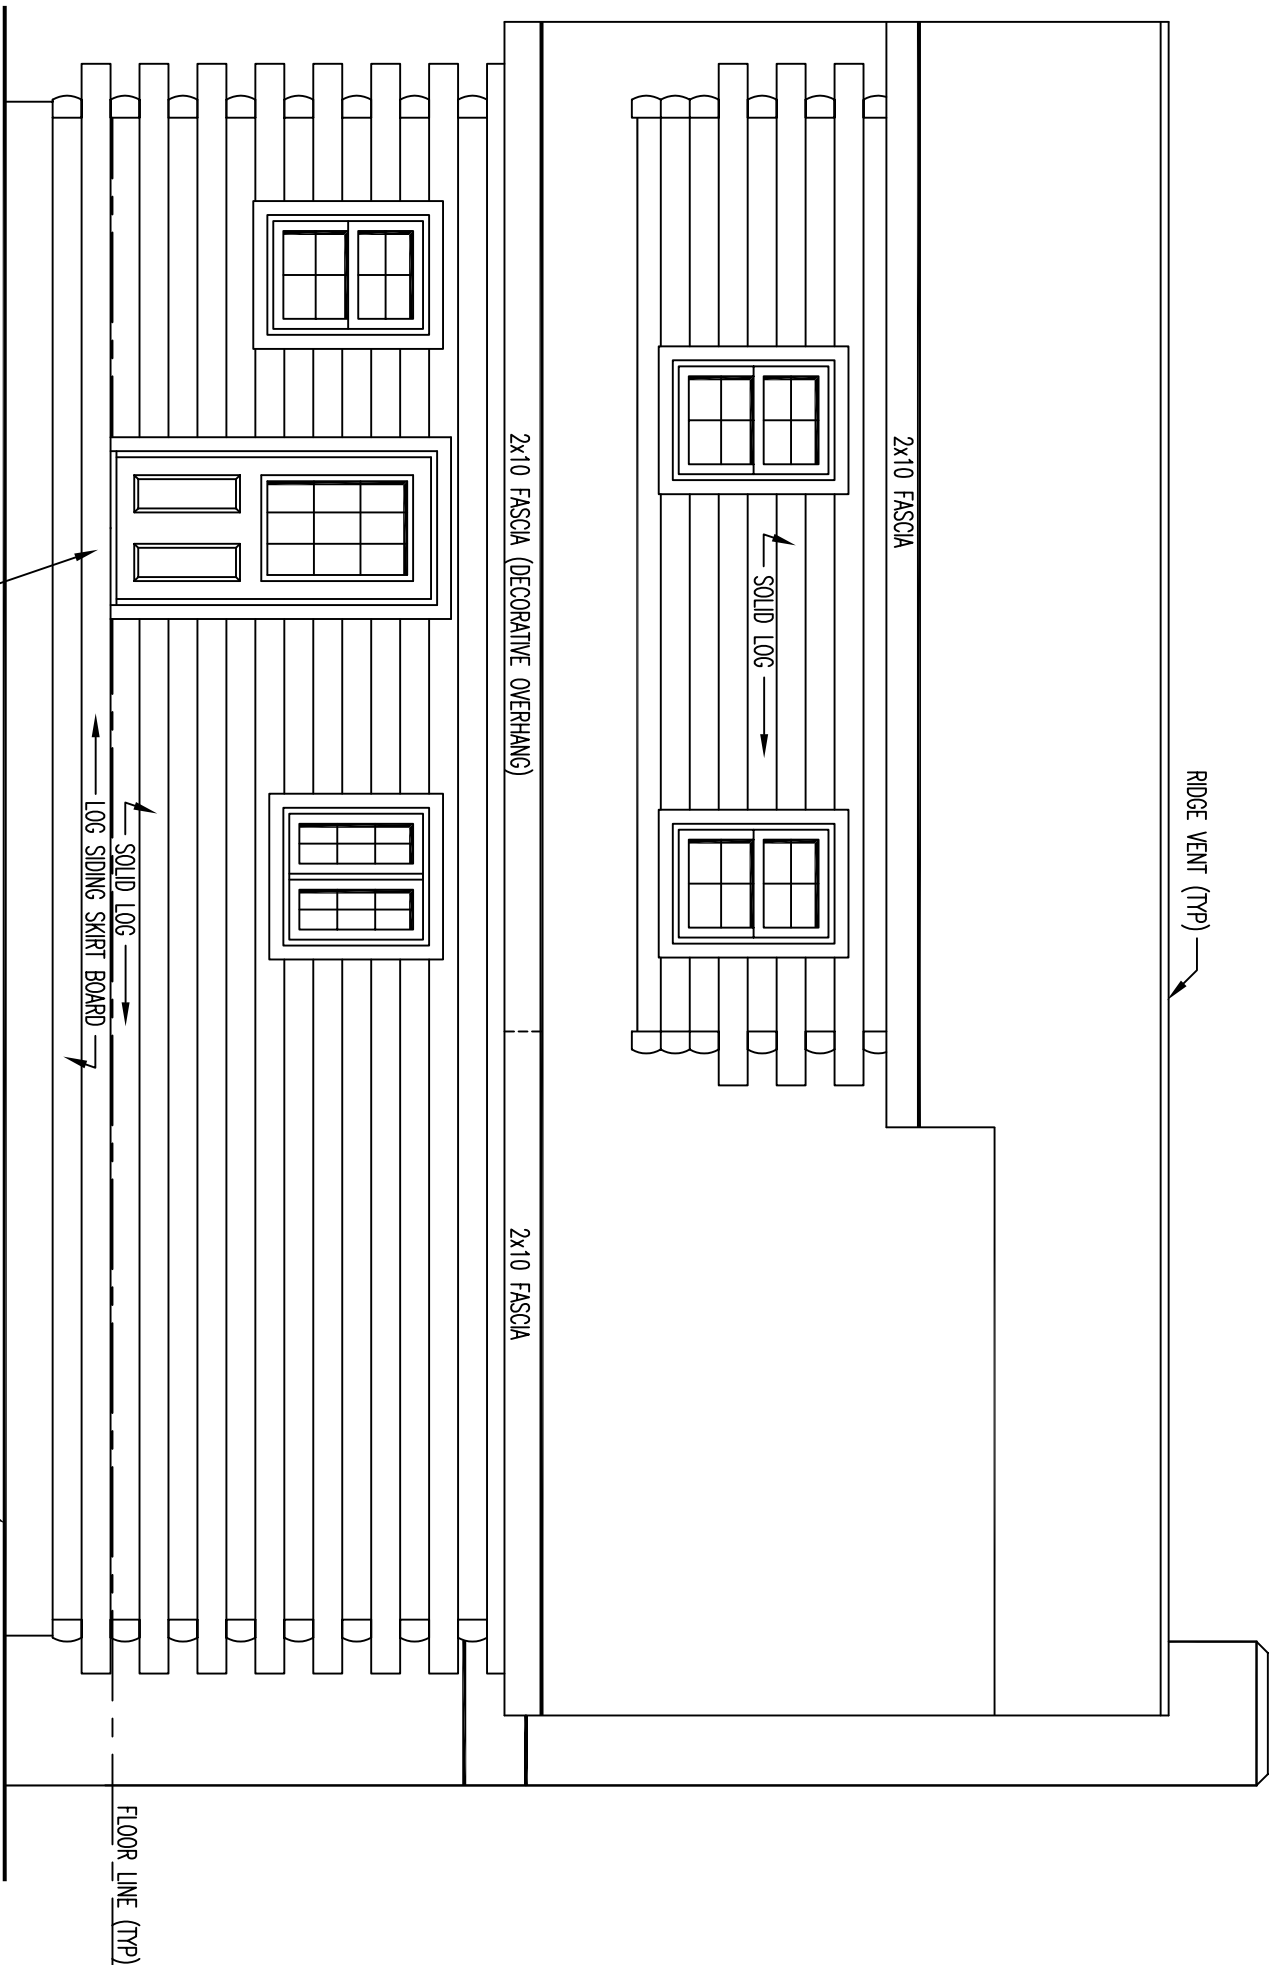 RIDGE VENT (TYP)
2x10 FASCIA
SOLID LOG
2x10 FASCIA (DECORATIVE OVERHANG)
2x10 FASCIA
SOLID LOG
LOG SIDING SKIRT BOARD
FLOOR LINE (TYP)